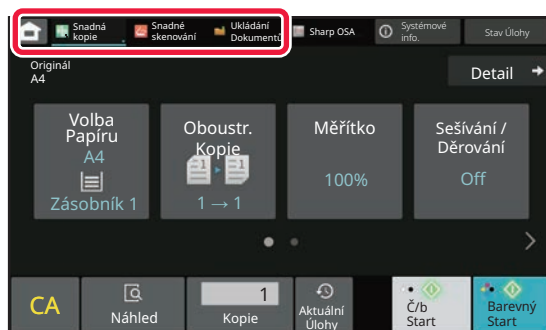 Snadná kopie
Snadné skenování
Ukládání Dokumentů
Sharp OSA
Systémové info.
Stav Úlohy
Originál
A4
Detail
Volba
Papíru
A4
Zásobník 1
Oboustr.
Kopie
1 1
1 → 1
Měřítko
100%
Sešívání /
Děrování
Off
CA
Náhled
1
Kopie
Aktuální
Úlohy
Č/b
Start
Barevný
Start